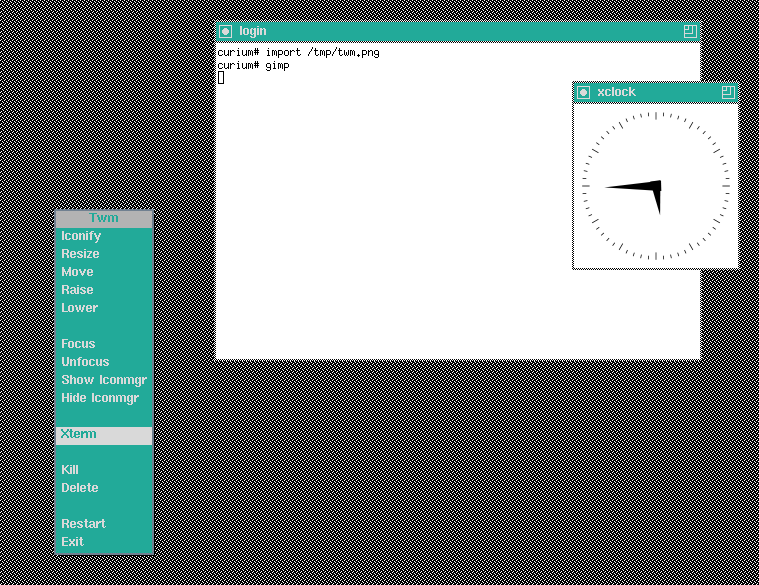 login
curium# import /tmp/twm.png
curium# gimp
xclock
Twm
Iconify
Resize
Move
Raise
Lower
Focus
Unfocus
Show Iconmgr
Hide Iconmgr
Xterm
Kill
Delete
Restart
Exit